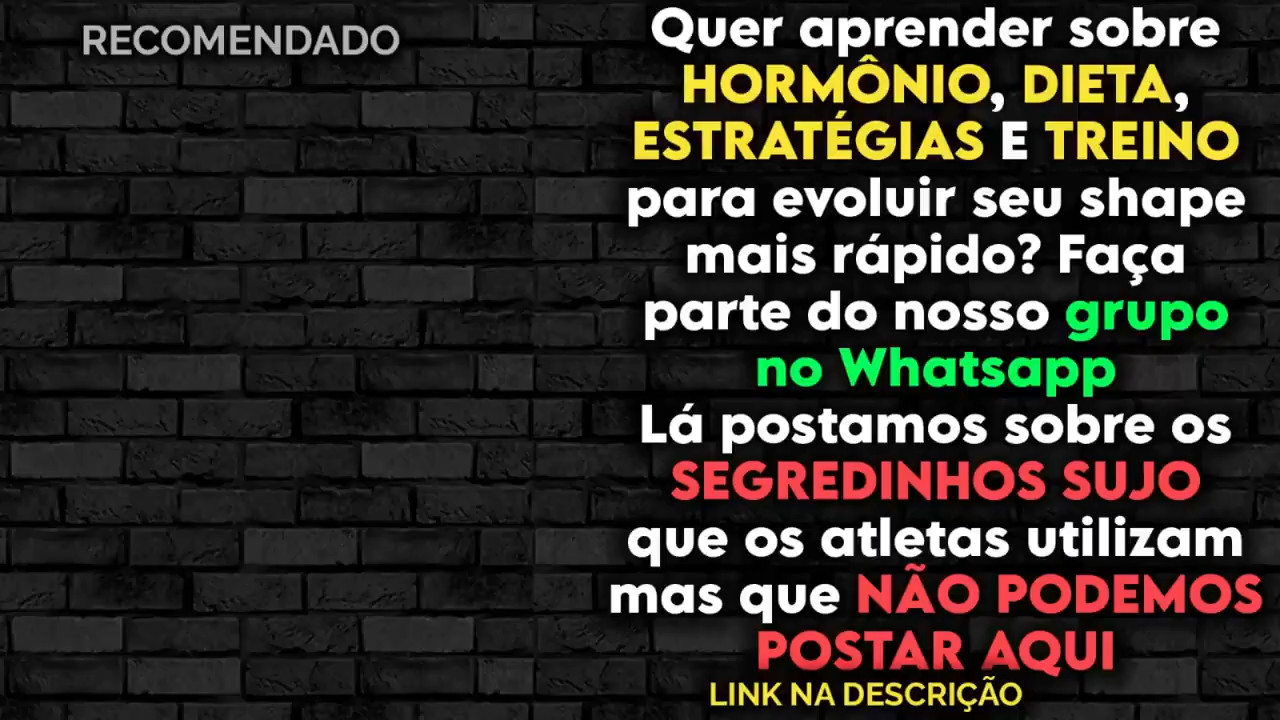 RECOMENDADO
Quer aprender sobre
HORMÔNIO, DIETA,
ESTRATÉGIAS E TREINO
para evoluir seu shape
mais rápido? Faça
parte do nosso grupo
no Whatsapp
Lá postamos sobre os
SEGREDINHOS SUJO
que os atletas utilizam
mas que NÃO PODEMOS
POSTAR AQUI
LINK NA DESCRIÇÃO